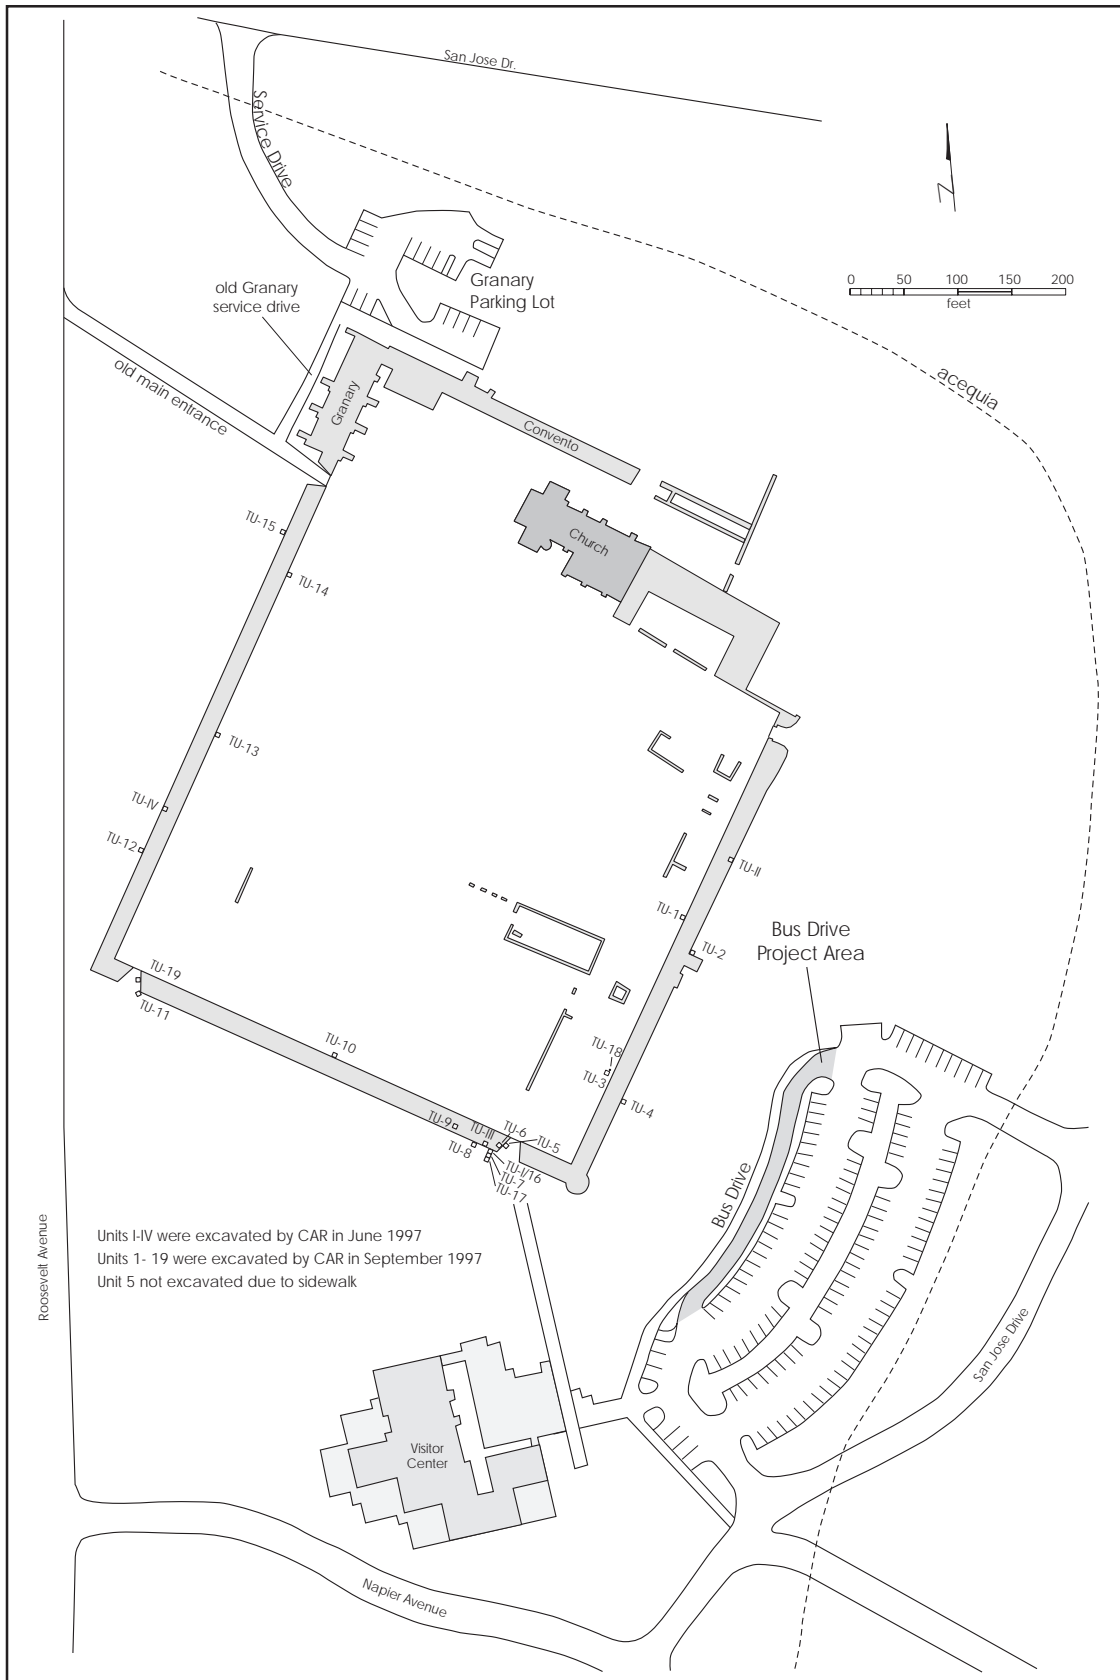 San Jose Dr.
Service Drive
N
0 50 100 150 200
feet
Granary
Parking Lot
old Granary
service drive
old main entrance
acequia
Granary
Convento
Church
TU-15
TU-14
TU-13
TU-IV
TU-12
TU-II
TU-1
TU-2
Bus Drive
Project Area
TU-19
TU-11
TU-10
TU-18
TU-3
TU-4
TU-9
TU-III
TU-6
TU-5
TU-8
TU-I/16
TU-7
TU-17
Bus Drive
Roosevelt Avenue
Units I-IV were excavated by CAR in June 1997
Units 1- 19 were excavated by CAR in September 1997
Unit 5 not excavated due to sidewalk
San Jose Drive
Visitor
Center
Napier Avenue